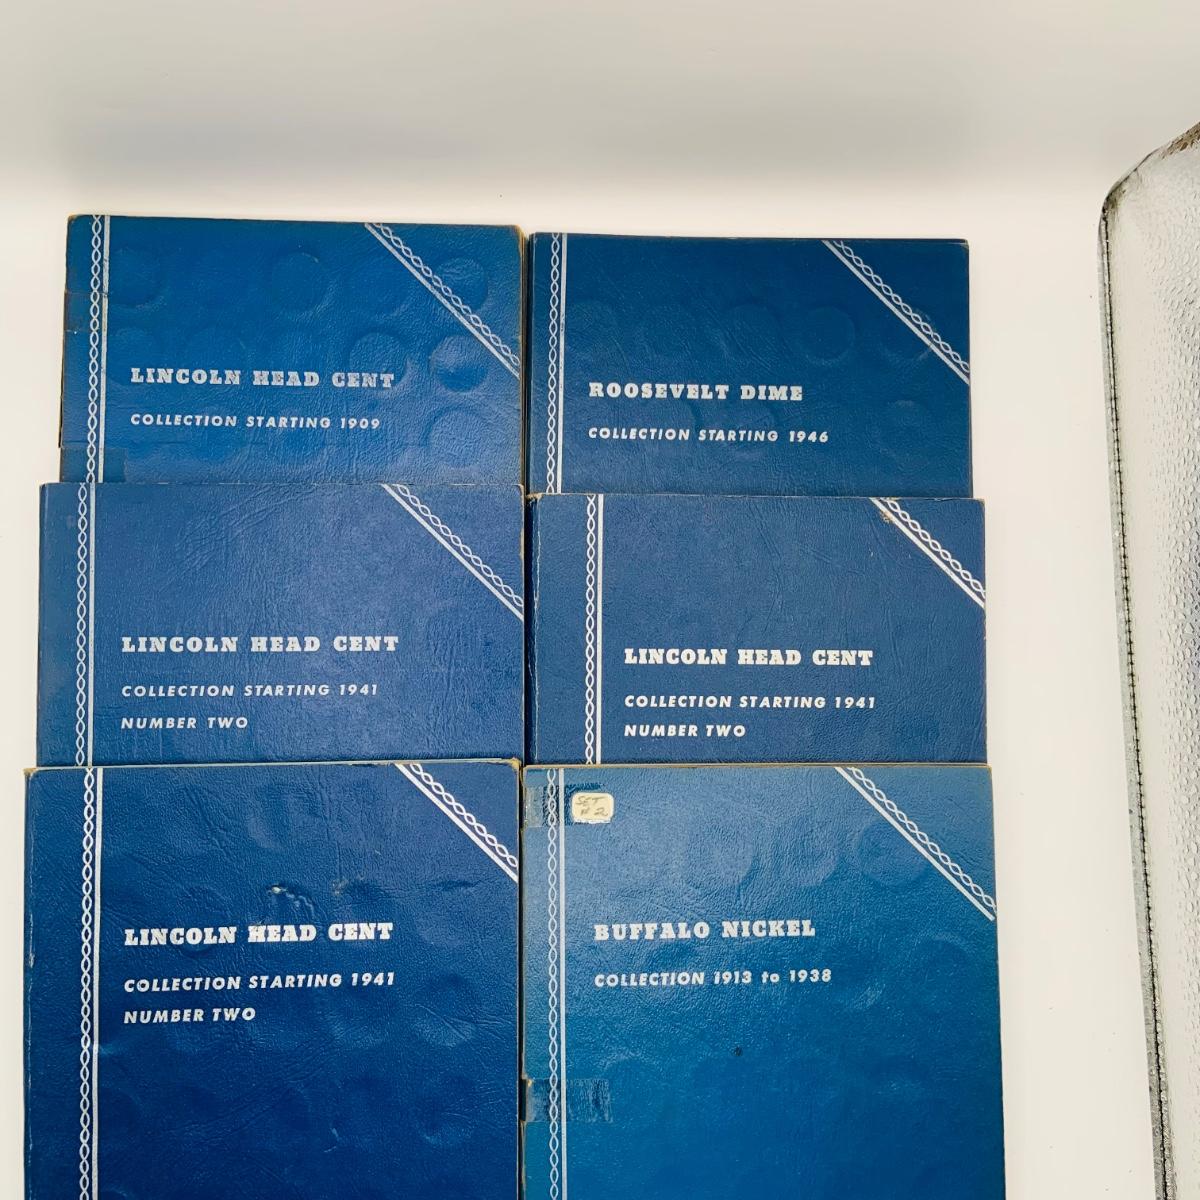 LINCOLN HEAD CENT
COLLECTION STARTING 1909
ROOSEVELT DIME
COLLECTION STARTING 1946
LINCOLN HEAD CENT
COLLECTION STARTING 1941
NUMBER TWO
LINCOLN HEAD CENT
COLLECTION STARTING 1941
NUMBER TWO
LINCOLN HEAD CENT
COLLECTION STARTING 1941
NUMBER TWO
SET
# 2
BUFFALO NICKEL
COLLECTION 1913 to 1938